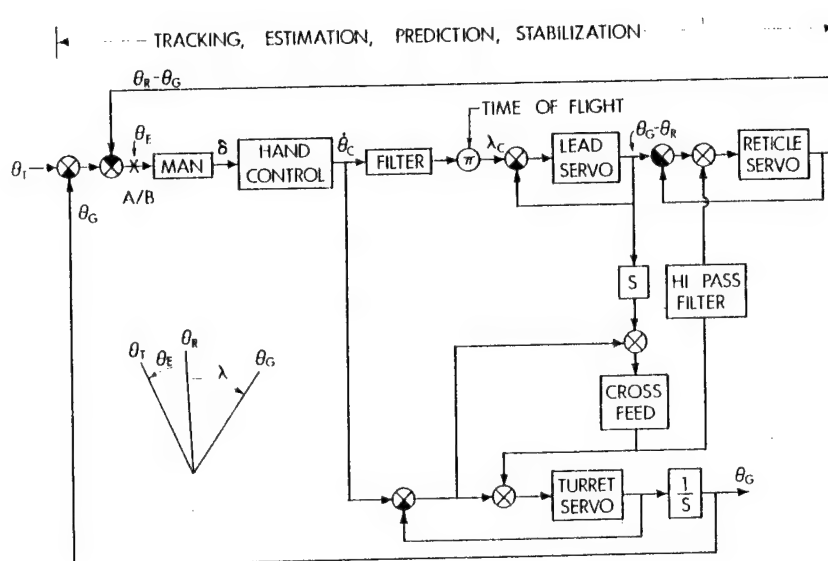 TRACKING, ESTIMATION, PREDICTION, STABILIZATION
θR-θG
TIME OF FLIGHT
θE
δ
θ̇C
λC
θG-θR
θT
MAN
HAND CONTROL
FILTER
π
LEAD SERVO
RETICLE SERVO
A/B
θG
S
HI PASS FILTER
θT
θE
θR
λ
θG
CROSS FEED
TURRET SERVO
1/S
θG